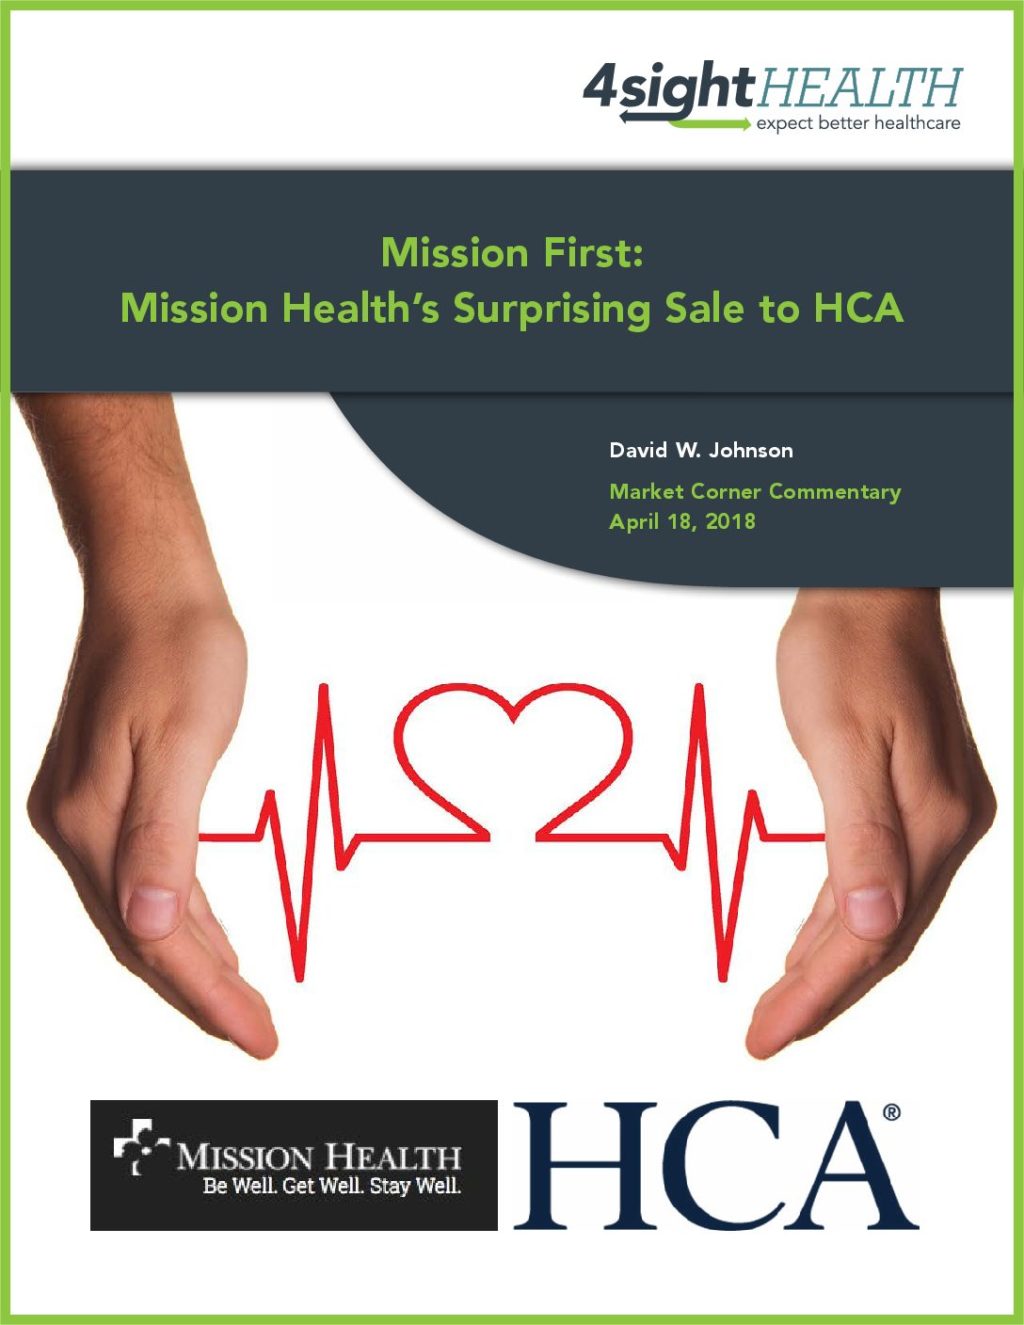 4sightHEALTH
expect better healthcare
Mission First:
Mission Health’s Surprising Sale to HCA
David W. Johnson
Market Corner Commentary
April 18, 2018
MISSION HEALTH
Be Well. Get Well. Stay Well.
HCA®